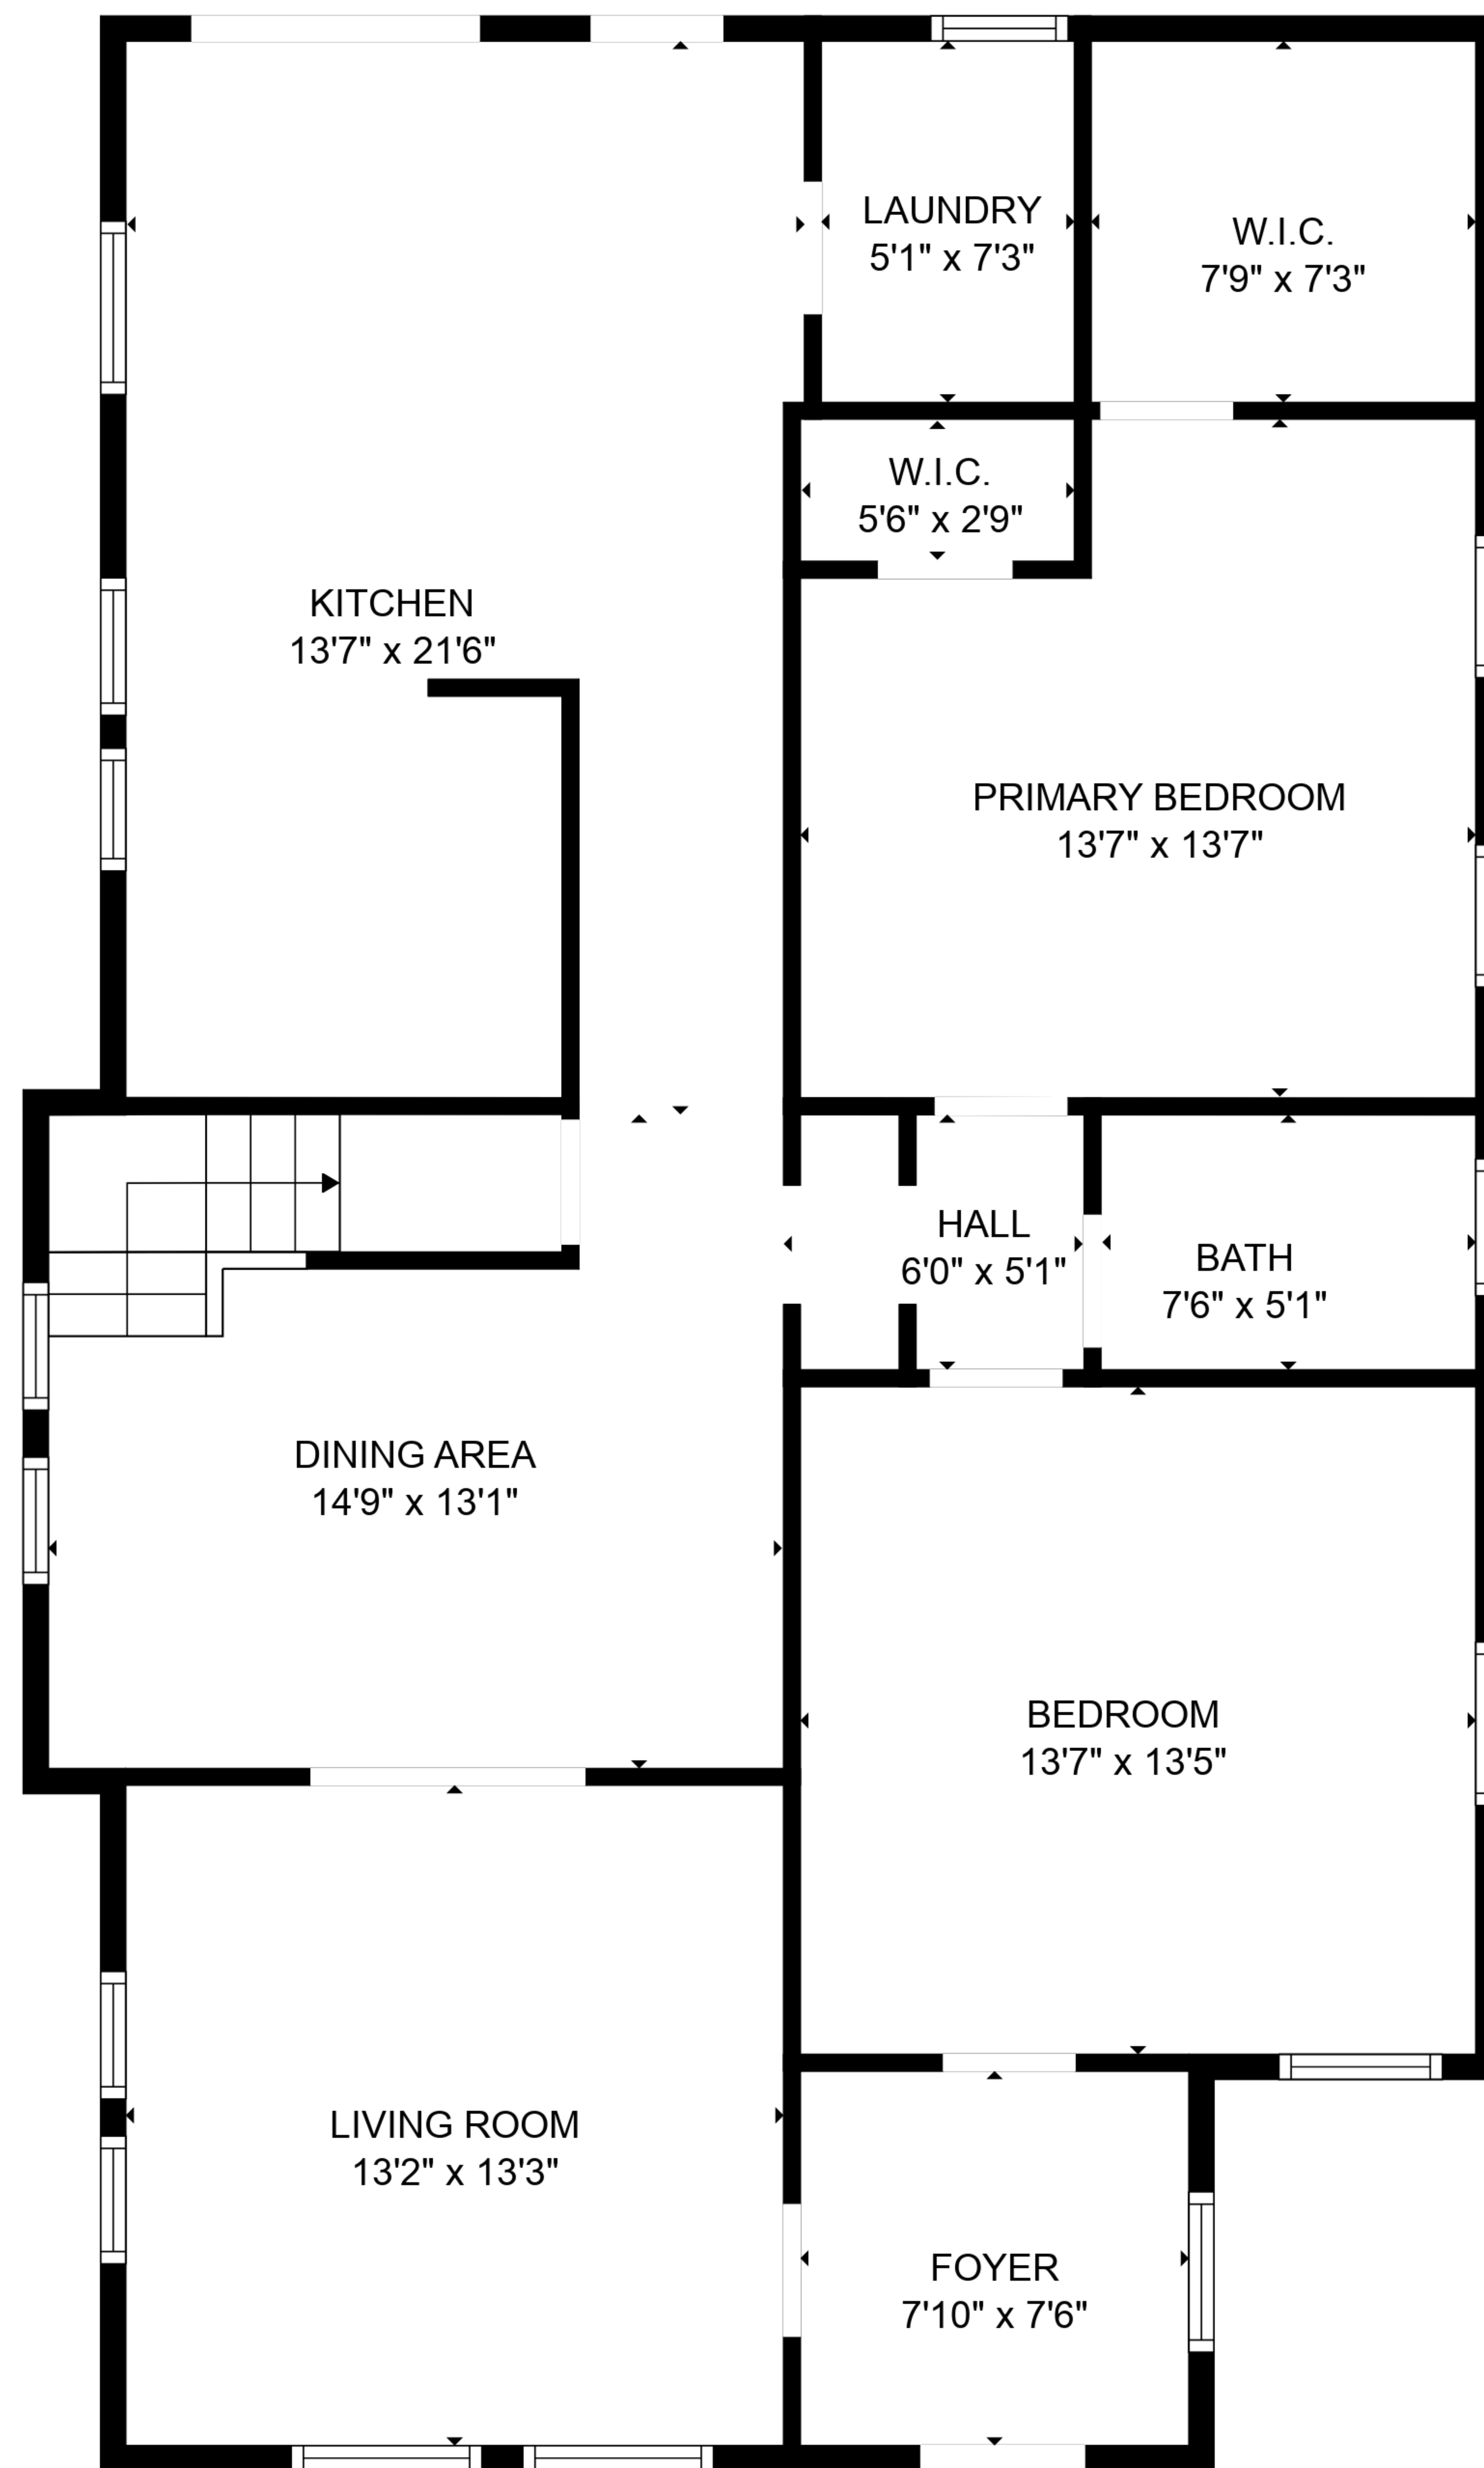 LAUNDRY
5'1" x 7'3"
W.I.C.
7'9" x 7'3"
W.I.C.
5'6" x 2'9"
KITCHEN
13'7" x 21'6"
PRIMARY BEDROOM
13'7" x 13'7"
HALL
6'0" x 5'1"
BATH
7'6" x 5'1"
DINING AREA
14'9" x 13'1"
BEDROOM
13'7" x 13'5"
LIVING ROOM
13'2" x 13'3"
FOYER
7'10" x 7'6"